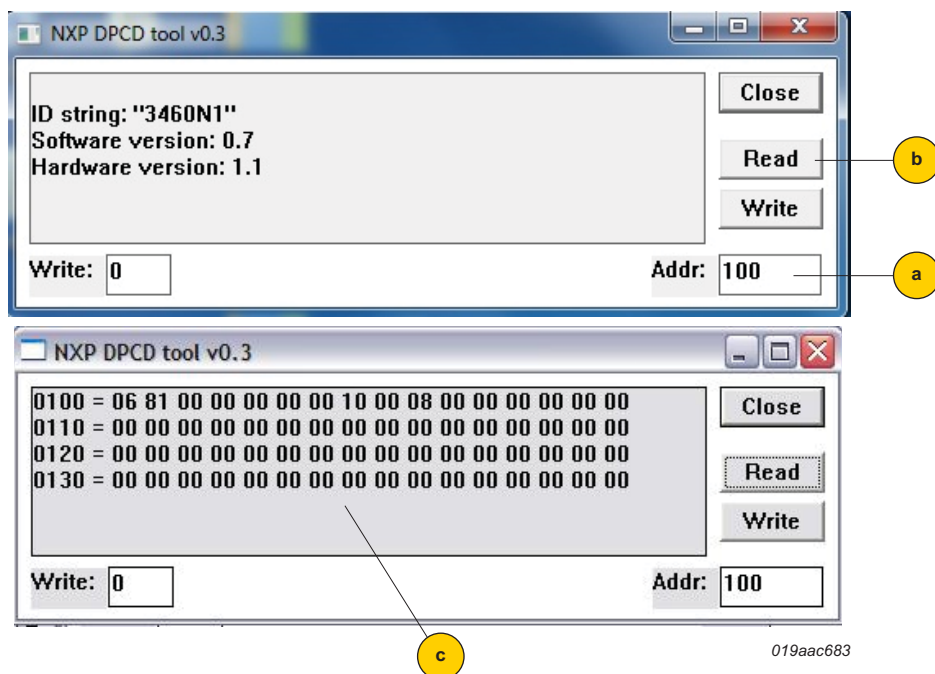 NXP DPCD tool v0.3
ID string: "3460N1"
Software version: 0.7
Hardware version: 1.1
Close
Read
b
Write
Write: 0
Addr: 100
a
NXP DPCD tool v0.3
0100 = 06 81 00 00 00 00 00 10 00 08 00 00 00 00 00 00
0110 = 00 00 00 00 00 00 00 00 00 00 00 00 00 00 00 00
0120 = 00 00 00 00 00 00 00 00 00 00 00 00 00 00 00 00
0130 = 00 00 00 00 00 00 00 00 00 00 00 00 00 00 00 00
Close
Read
Write
Write: 0
Addr: 100
c
019aac683